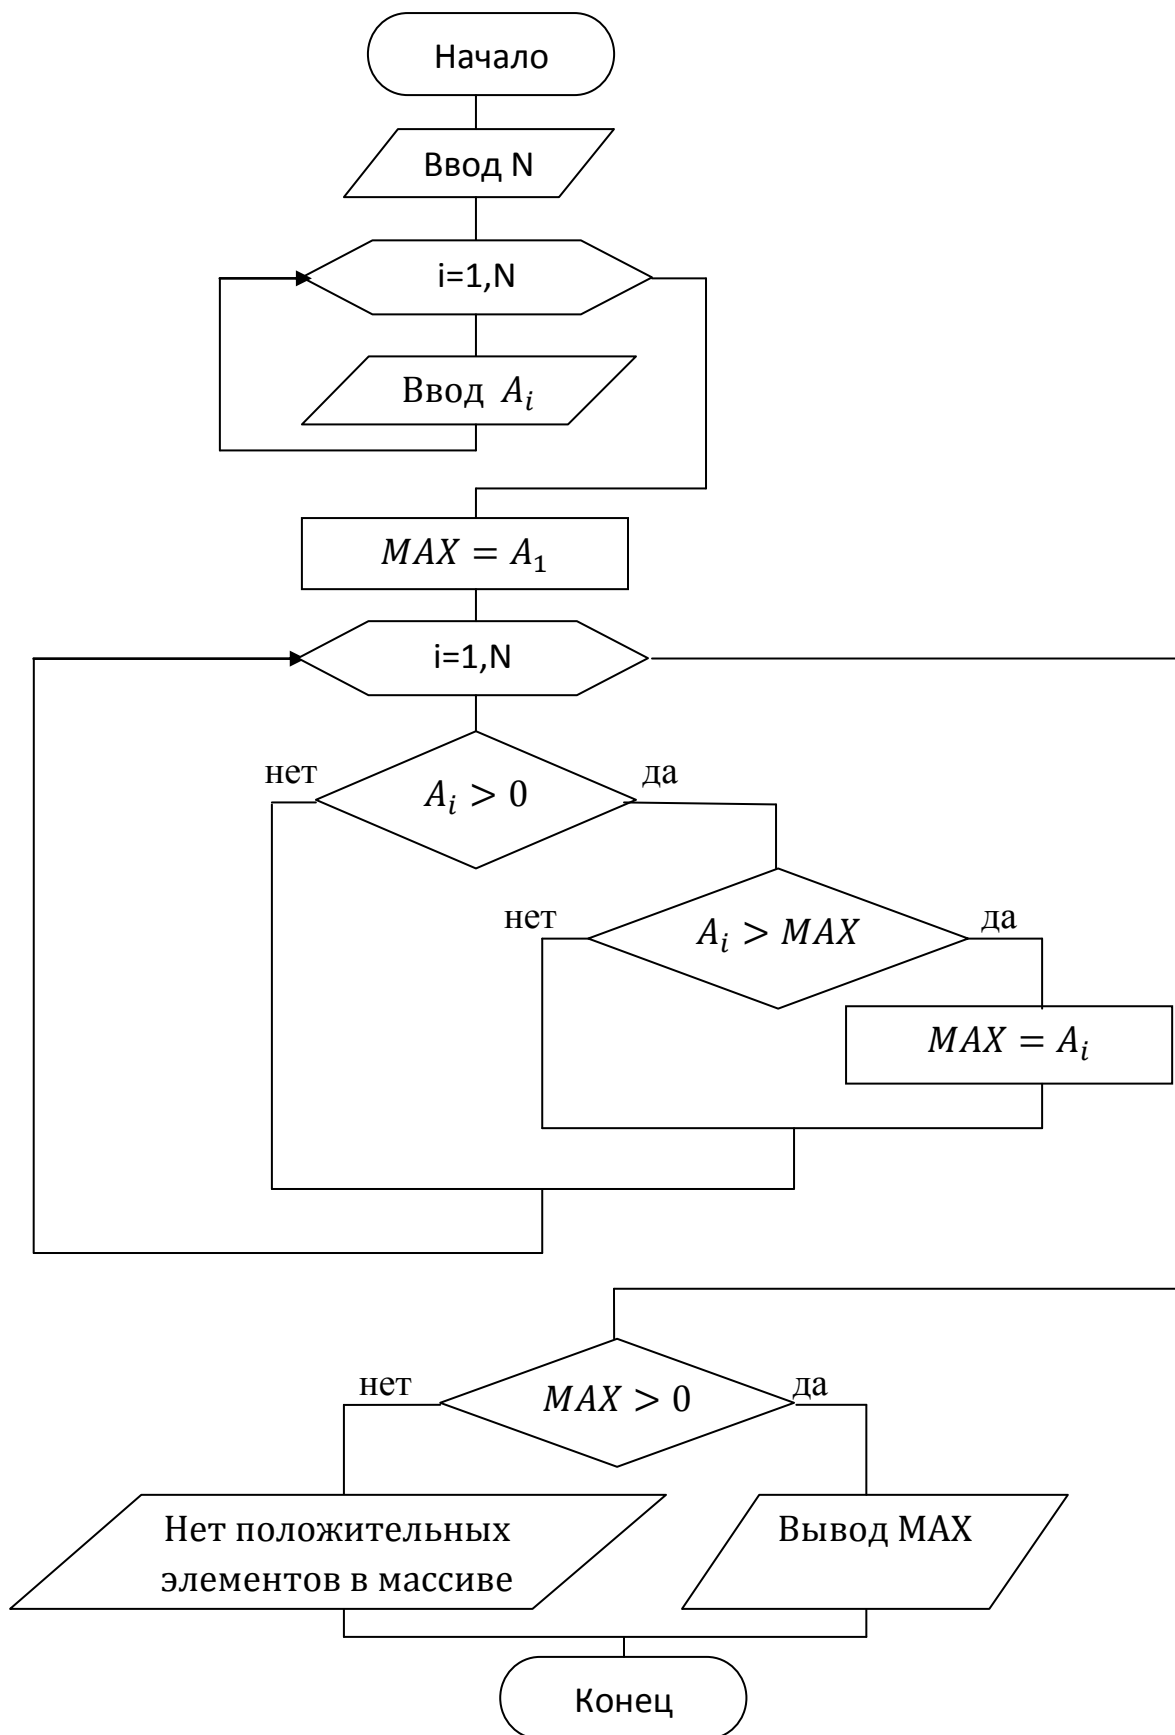 Начало
Ввод N
i=1,N
Ввод A_i
MAX = A_1
i=1,N
нет
да
A_i > 0
нет
да
A_i > MAX
MAX = A_i
нет
да
MAX > 0
Нет положительных
элементов в массиве
Вывод MAX
Конец